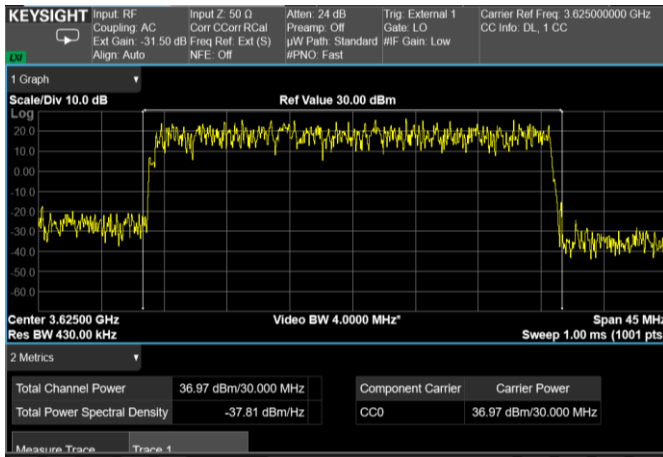 KEYSIGHT Input: RF Input Z: 50 Ω Atten: 24 dB Trig: External 1 Carrier Ref Freq: 3.625000000 GHz
Coupling: AC Corr CCorr RCal Preamp: Off Gate: LO CC Info: DL, 1 CC
Ext Gain: -31.50 dB Freq Ref: Ext (S) µW Path: Standard #IF Gain: Low
LXI Align: Auto NFE: Off #PNO: Fast
1 Graph
Scale/Div 10.0 dB Ref Value 30.00 dBm
Log
20.0
10.0
0.00
-10.0
-20.0
-30.0
-40.0
-50.0
-60.0
Center 3.62500 GHz Video BW 4.0000 MHz* Span 45 MHz
Res BW 430.00 kHz Sweep 1.00 ms (1001 pts
2 Metrics
Total Channel Power 36.97 dBm/30.000 MHz Component Carrier Carrier Power
Total Power Spectral Density -37.81 dBm/Hz CC0 36.97 dBm/30.000 MHz
Measure Trace Trace 1